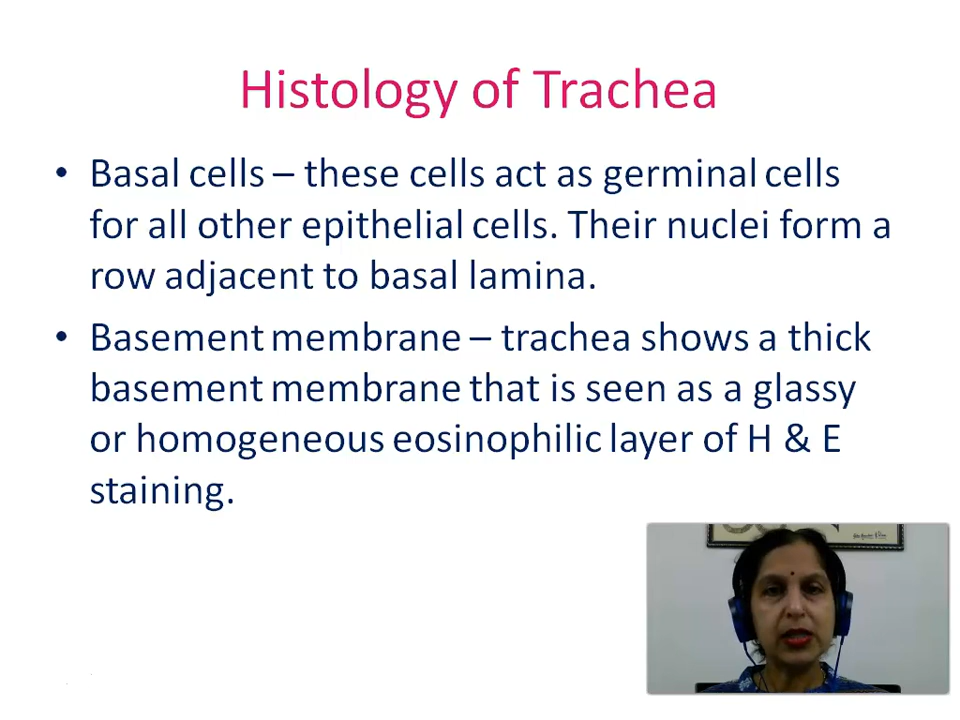 Histology of Trachea
• Basal cells – these cells act as germinal cells
for all other epithelial cells. Their nuclei form a
row adjacent to basal lamina.
• Basement membrane – trachea shows a thick
basement membrane that is seen as a glassy
or homogeneous eosinophilic layer of H & E
staining.